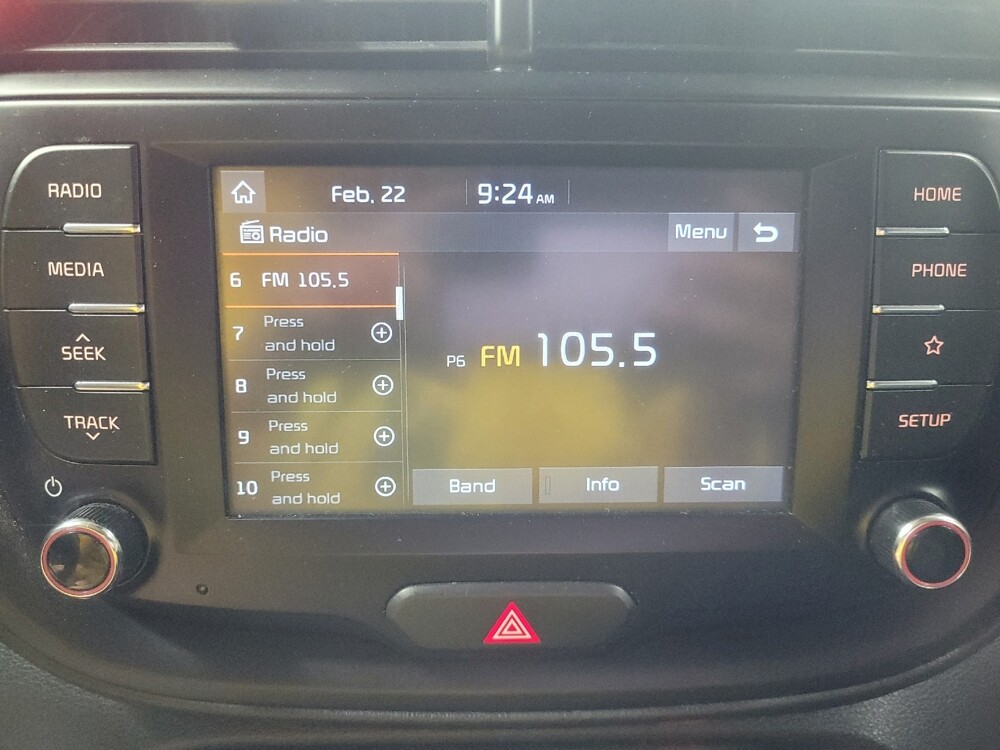 RADIO
MEDIA
SEEK
TRACK
Feb. 22 9:24 AM
Radio Menu
6 FM 105.5
7 Press
and hold
8 Press
and hold
9 Press
and hold
10 Press
and hold
P6 FM 105.5
Band Info Scan
HOME
PHONE
SETUP